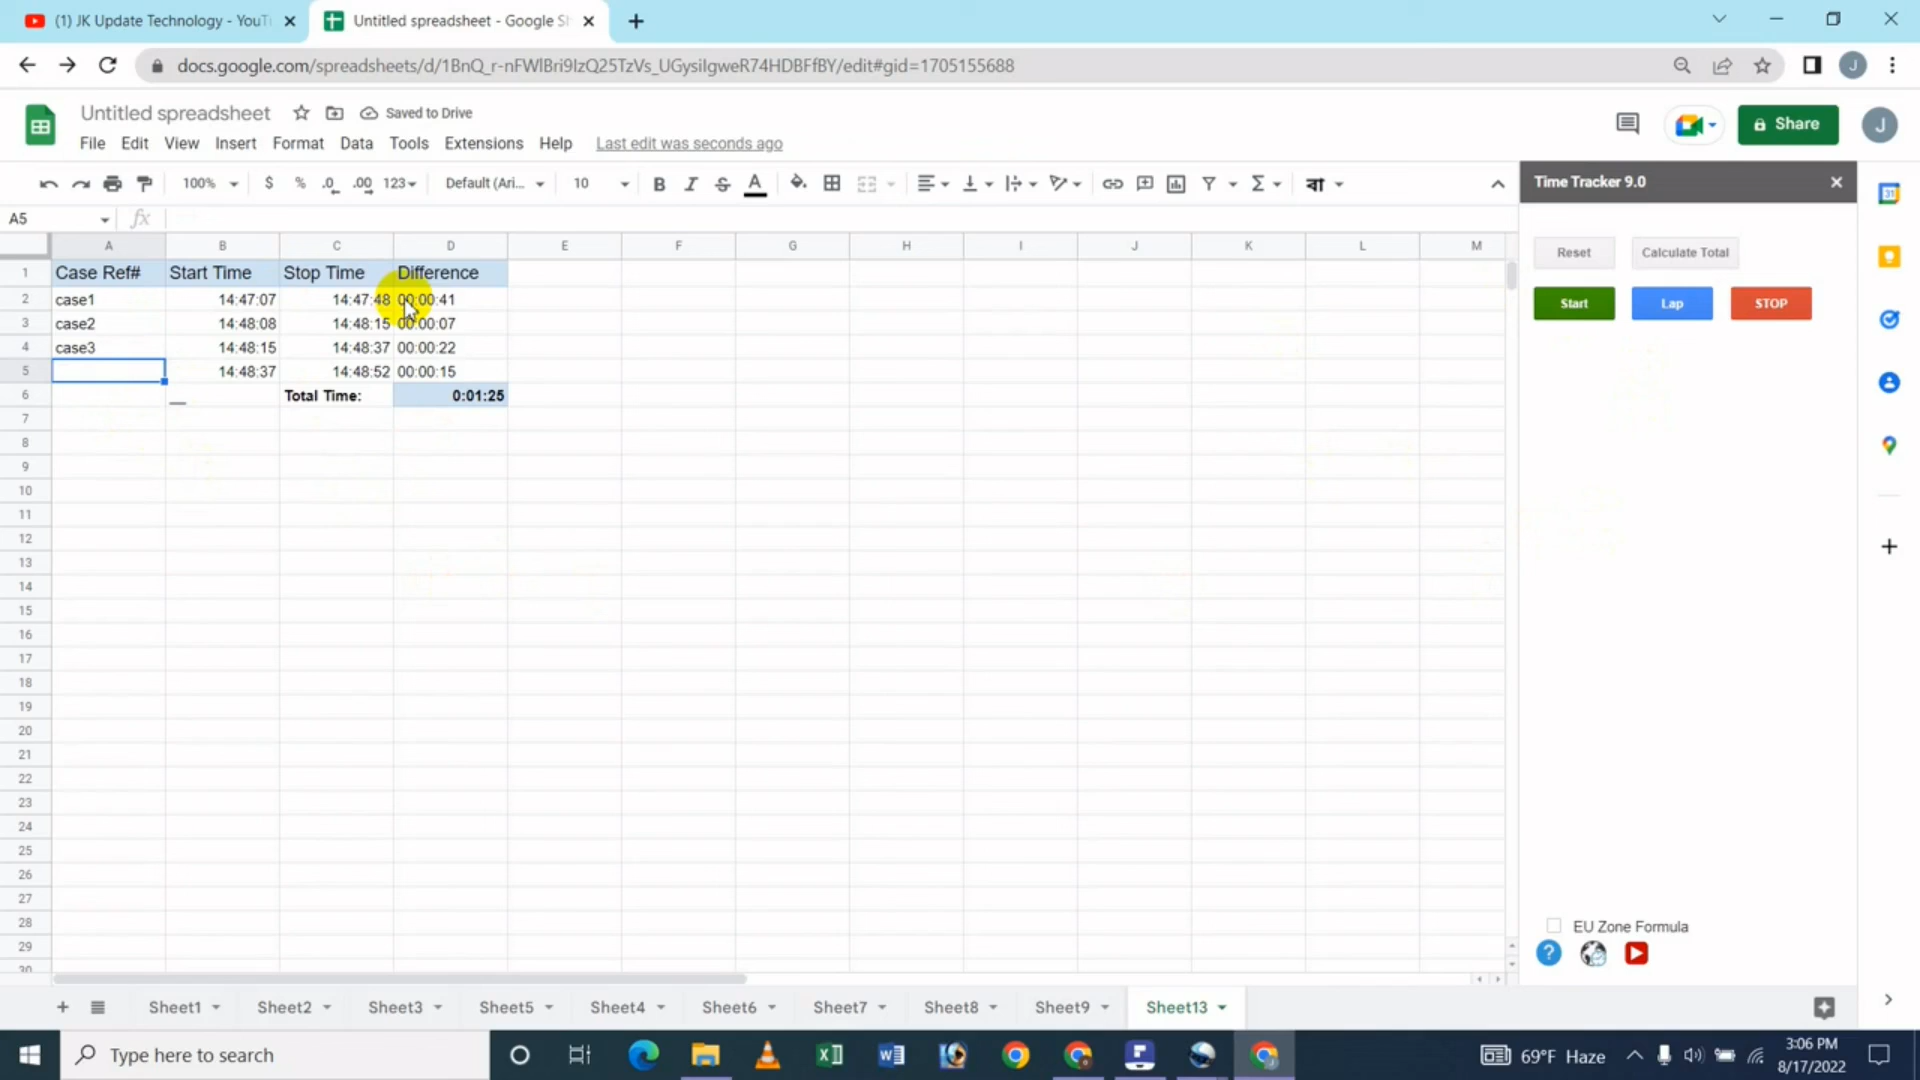 (1) JK Update Technology - YouT
Untitled spreadsheet - Google Sh
docs.google.com/spreadsheets/d/1BnQ_r-nFWlBri9IzQ25TzVs_UGysiIgweR74HDBFfBY/edit#gid=1705155688
Untitled spreadsheet
Saved to Drive
File Edit View Insert Format Data Tools Extensions Help Last edit was seconds ago
Share
J
100% $ % .0 .00 123 Default (Ari... 10 B I S A বা
Time Tracker 9.0
A5 fx
A B C D E F G H I J K L M
1 Case Ref# Start Time Stop Time Difference
2 case1 14:47:07 14:47:48 00:00:41
3 case2 14:48:08 14:48:15 00:00:07
4 case3 14:48:15 14:48:37 00:00:22
5 14:48:37 14:48:52 00:00:15
6 Total Time: 0:01:25
7
8
9
10
11
12
13
14
15
16
17
18
19
20
21
22
23
24
25
26
27
28
29
30
Reset Calculate Total
Start Lap STOP
31
EU Zone Formula
Sheet1 Sheet2 Sheet3 Sheet5 Sheet4 Sheet6 Sheet7 Sheet8 Sheet9 Sheet13
Type here to search
69°F Haze
3:06 PM
8/17/2022